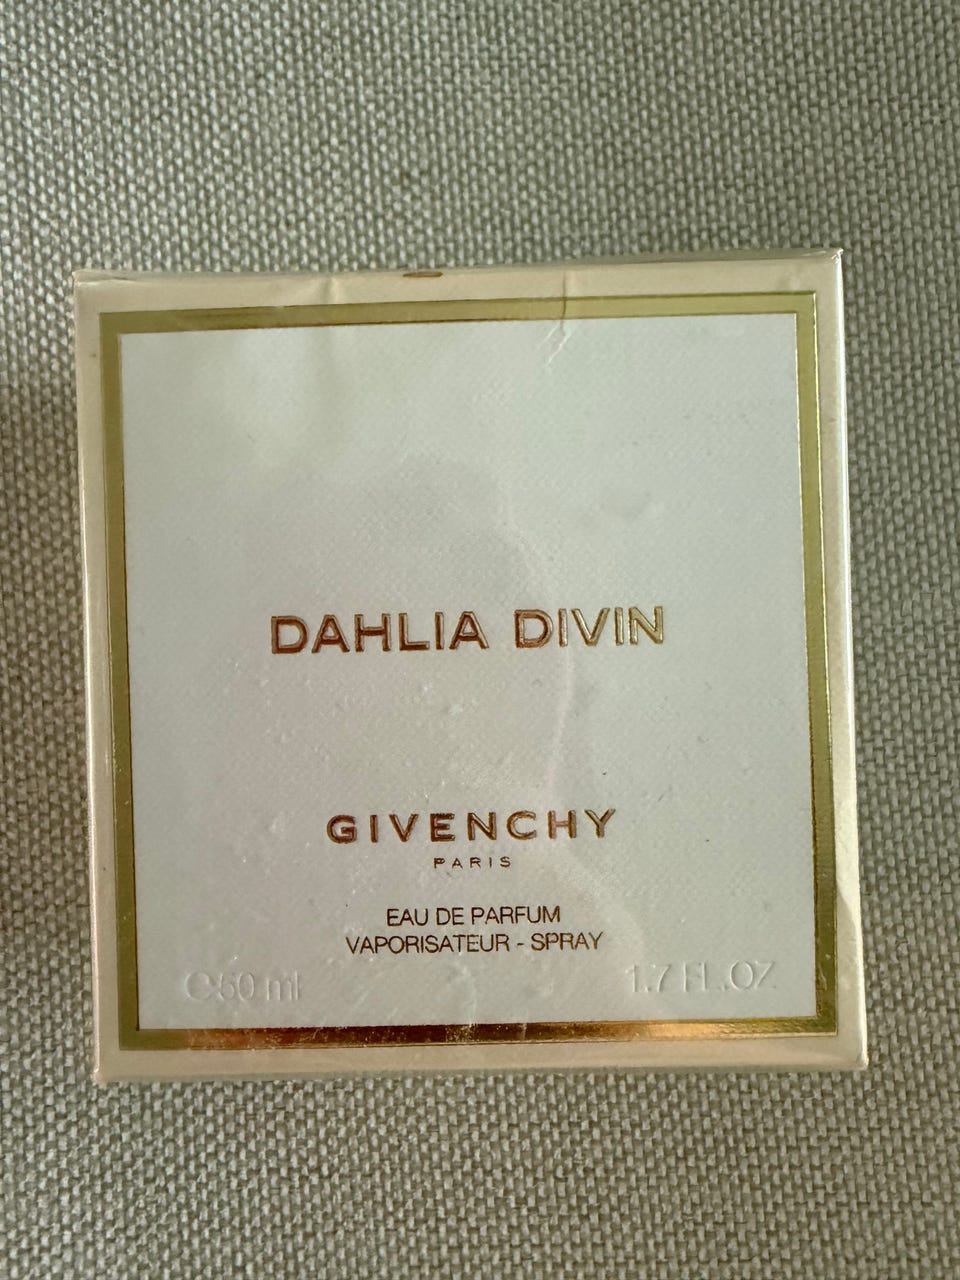 DAHLIA DIVIN
GIVENCHY
PARIS
EAU DE PARFUM
VAPORISATEUR - SPRAY
℮50 ml 1.7 FL.OZ